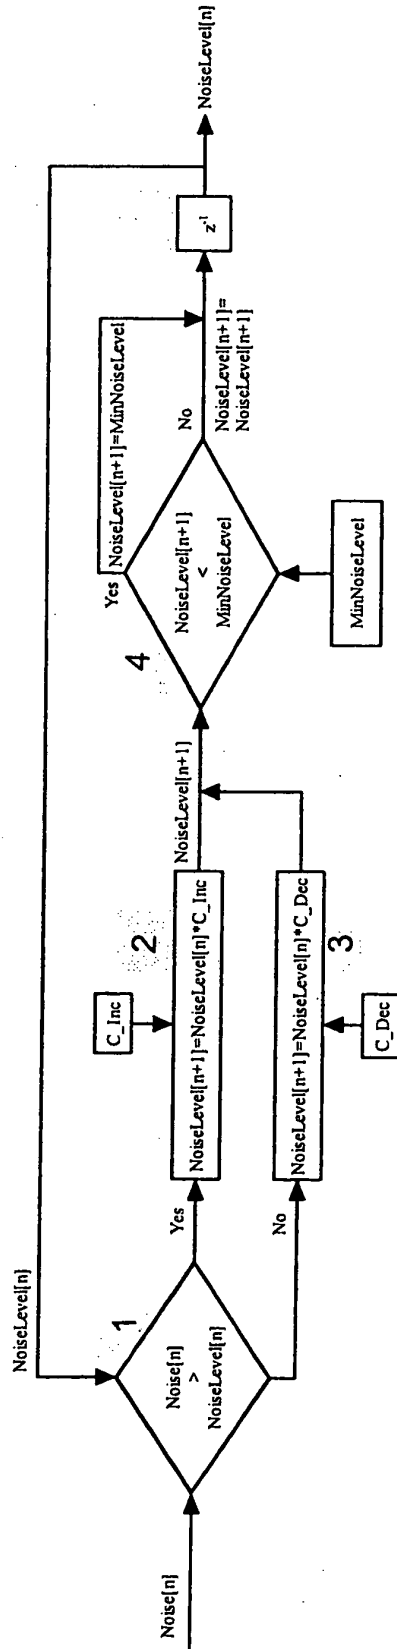 Noise[n]
NoiseLevel[n]
1
Noise[n]
>
NoiseLevel[n]
Yes
No
C_Inc
2
NoiseLevel[n+1]=NoiseLevel[n]*C_Inc
NoiseLevel[n+1]=NoiseLevel[n]*C_Dec
3
C_Dec
NoiseLevel[n+1]
4
NoiseLevel[n+1]
<
MinNoiseLevel
MinNoiseLevel
Yes
NoiseLevel[n+1]=MinNoiseLevel
No
NoiseLevel[n+1]=
NoiseLevel[n+1]
z⁻¹
NoiseLevel[n]